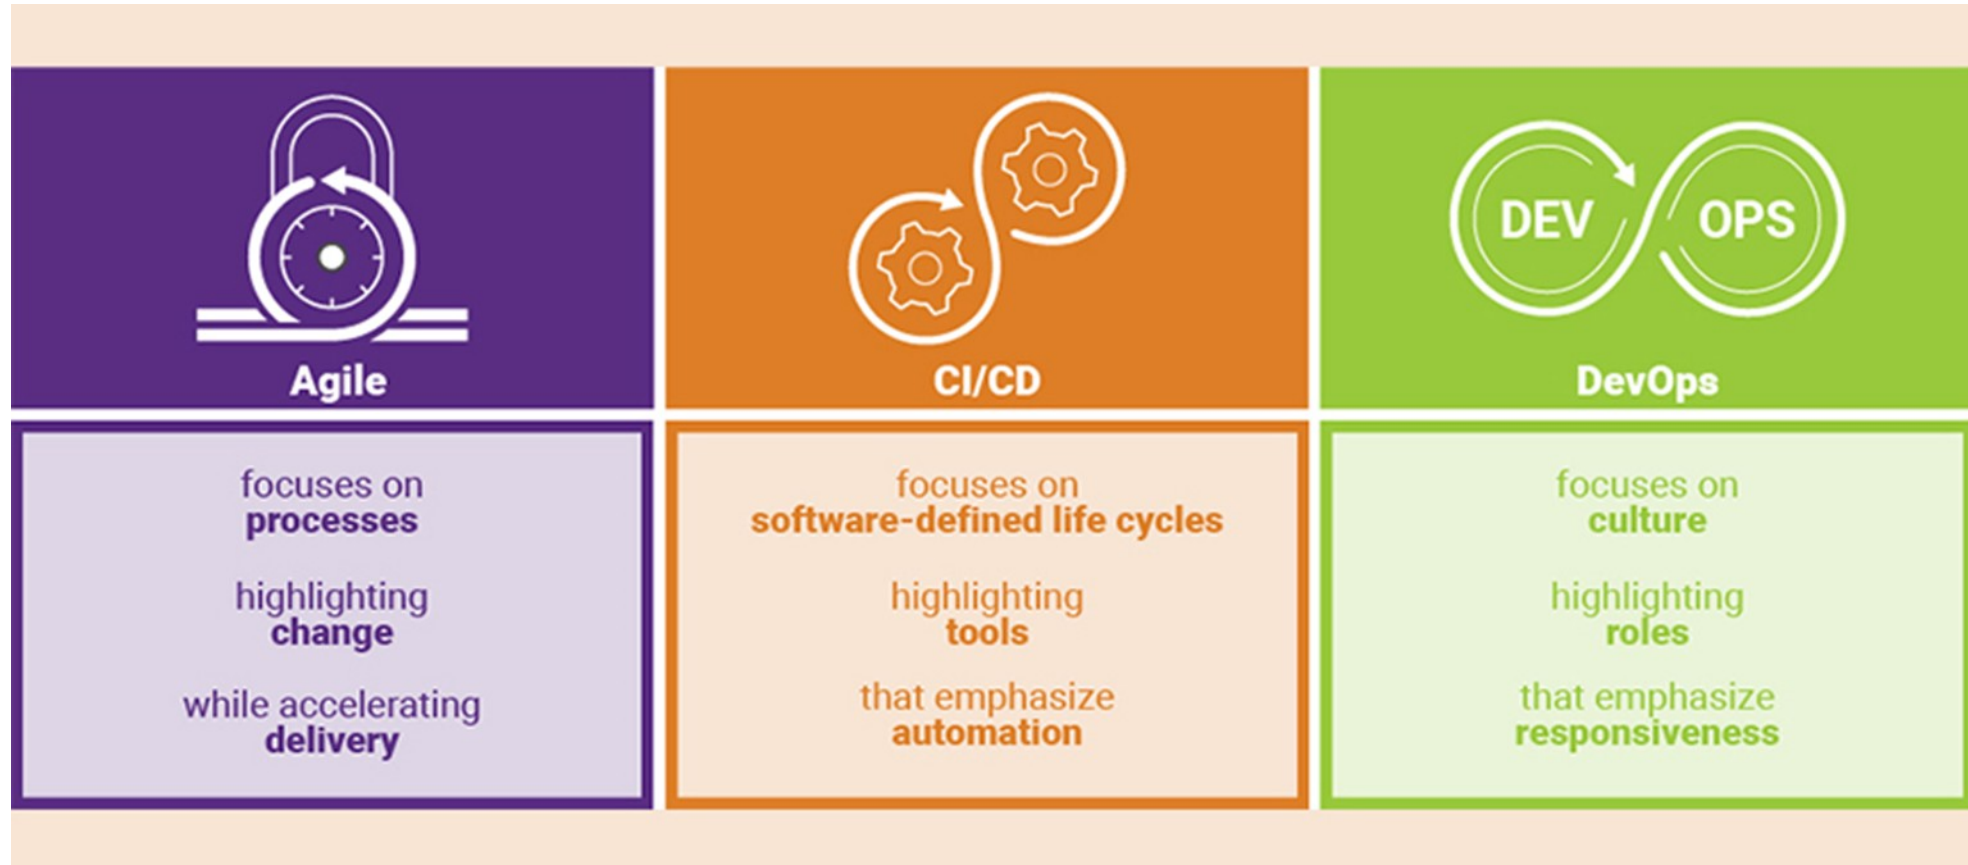 Agile
focuses on
processes
highlighting
change
while accelerating
delivery
CI/CD
focuses on
software-defined life cycles
highlighting
tools
that emphasize
automation
DEV OPS
DevOps
focuses on
culture
highlighting
roles
that emphasize
responsiveness